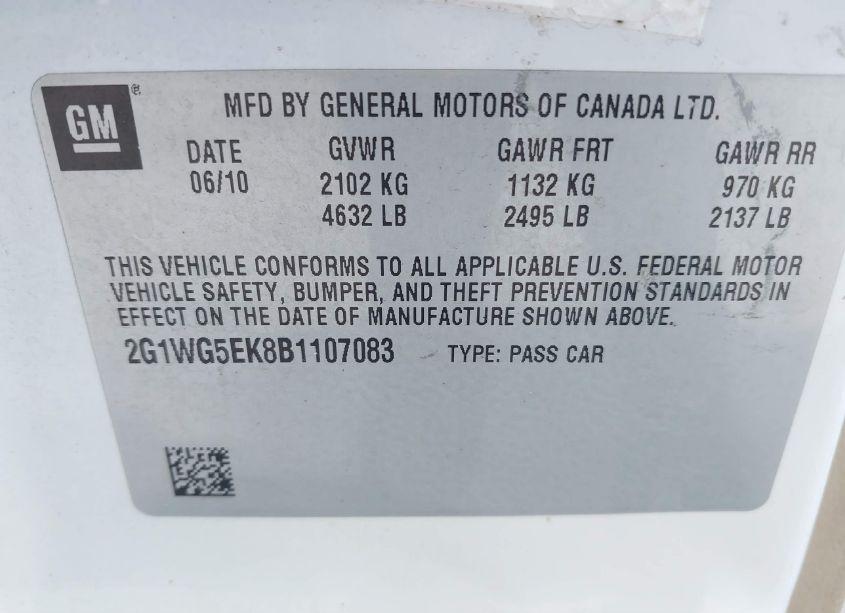 GM ®
MFD BY GENERAL MOTORS OF CANADA LTD.
DATE GVWR GAWR FRT GAWR RR
06/10 2102 KG 1132 KG 970 KG
4632 LB 2495 LB 2137 LB
THIS VEHICLE CONFORMS TO ALL APPLICABLE U.S. FEDERAL MOTOR
VEHICLE SAFETY, BUMPER, AND THEFT PREVENTION STANDARDS IN
EFFECT ON THE DATE OF MANUFACTURE SHOWN ABOVE.
2G1WG5EK8B1107083 TYPE: PASS CAR